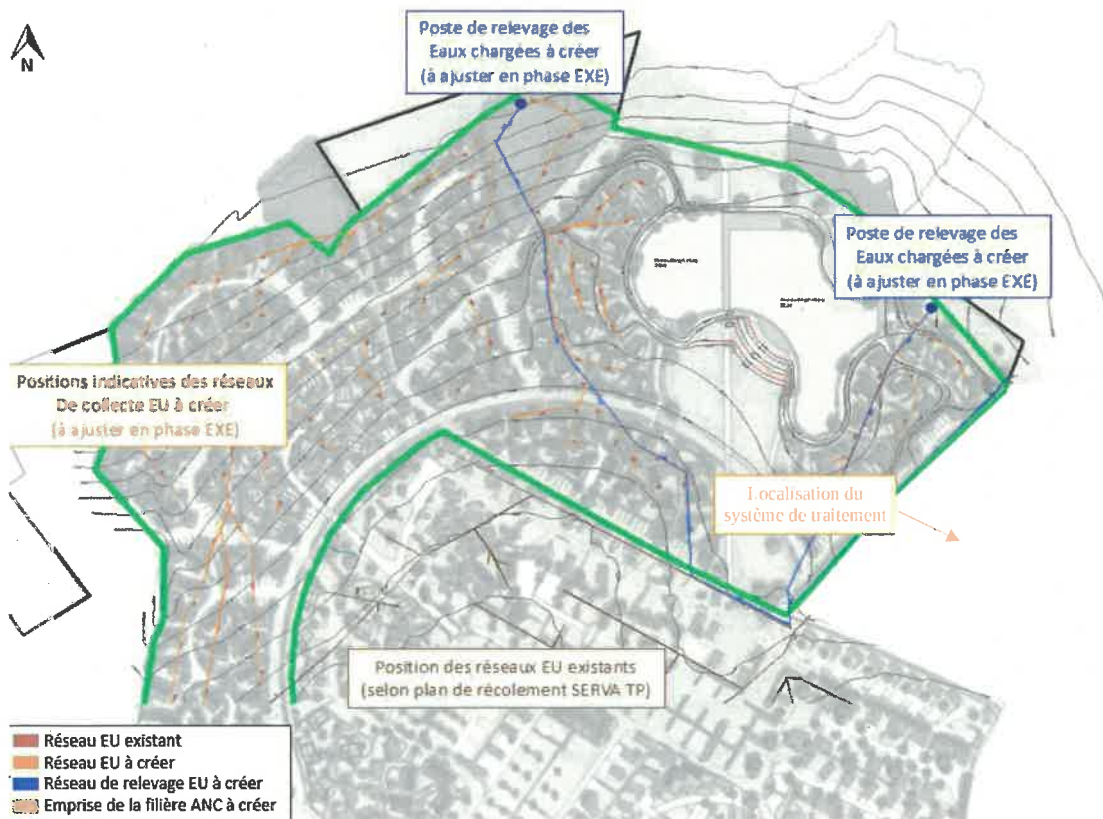 Poste de relevage des
Eaux chargées à créer
(à ajuster en phase EXE)
N
Poste de relevage des
Eaux chargées à créer
(à ajuster en phase EXE)
Positions indicatives des réseaux
De collecte EU à créer
(à ajuster en phase EXE)
Localisation du
système de traitement
Position des réseaux EU existants
(selon plan de récolement SERVA TP)
Réseau EU existant
Réseau EU à créer
Réseau de relevage EU à créer
Emprise de la filière ANC à créer